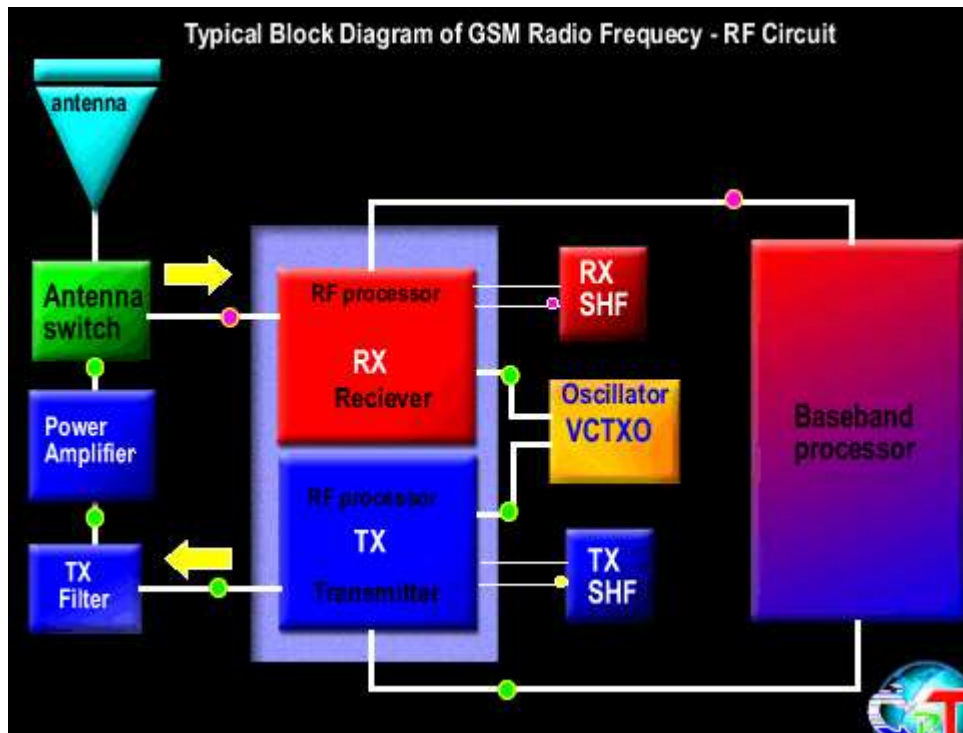 Typical Block Diagram of GSM Radio Frequecy - RF Circuit
antenna
Antenna
switch
Power
Amplifier
TX
Filter
RF processor
RX
Reciever
RF processor
TX
Transmitter
RX
SHF
Oscillator
VCTXO
TX
SHF
Baseband
processor